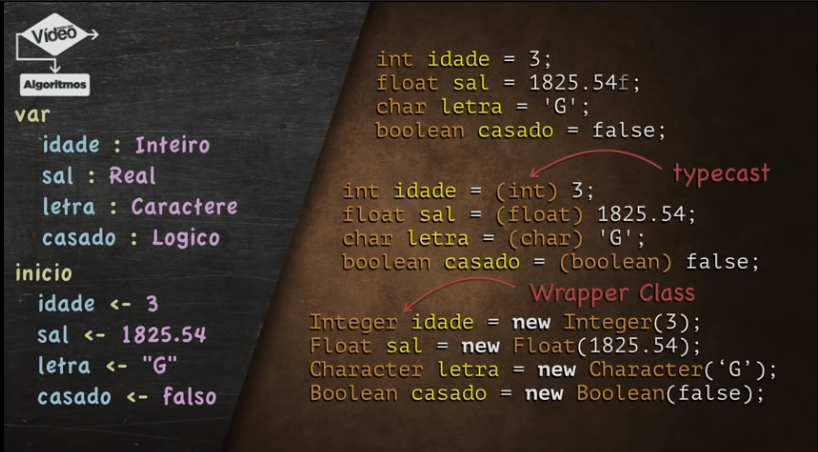 Vídeo
Algoritmos
var
idade : Inteiro
sal : Real
letra : Caractere
casado : Logico
inicio
idade <- 3
sal <- 1825.54
letra <- "G"
casado <- falso
int idade = 3;
float sal = 1825.54f;
char letra = 'G';
boolean casado = false;
typecast
int idade = (int) 3;
float sal = (float) 1825.54;
char letra = (char) 'G';
boolean casado = (boolean) false;
Wrapper Class
Integer idade = new Integer(3);
Float sal = new Float(1825.54);
Character letra = new Character(‘G’);
Boolean casado = new Boolean(false);